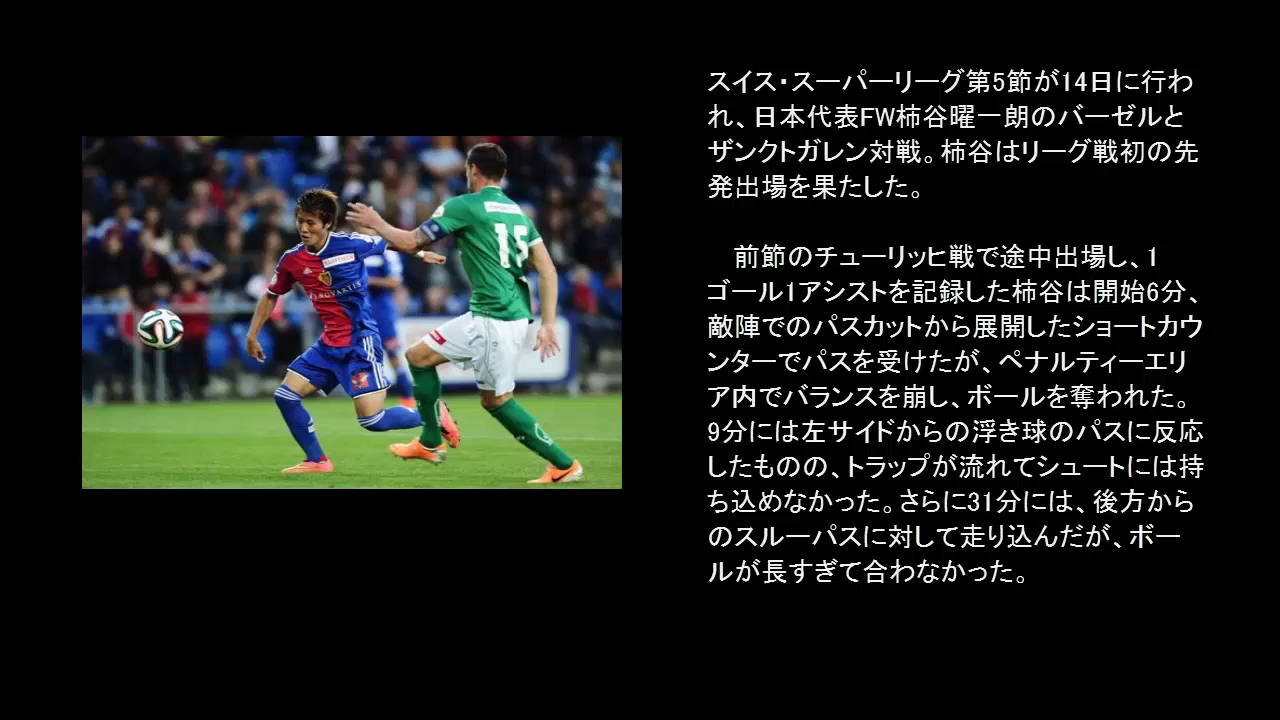 スイス・スーパーリーグ第5節が14日に行わ
れ、日本代表FW柿谷曜一朗のバーゼルと
ザンクトガレン対戦。柿谷はリーグ戦初の先
発出場を果たした。
前節のチューリッヒ戦で途中出場し、1
ゴール1アシストを記録した柿谷は開始6分、
敵陣でのパスカットから展開したショートカウ
ンターでパスを受けたが、ペナルティーエリ
ア内でバランスを崩し、ボールを奪われた。
9分には左サイドからの浮き球のパスに反応
したものの、トラップが流れてシュートには持
ち込めなかった。さらに31分には、後方から
のスルーパスに対して走り込んだが、ボー
ルが長すぎて合わなかった。
NOVARTIS
15